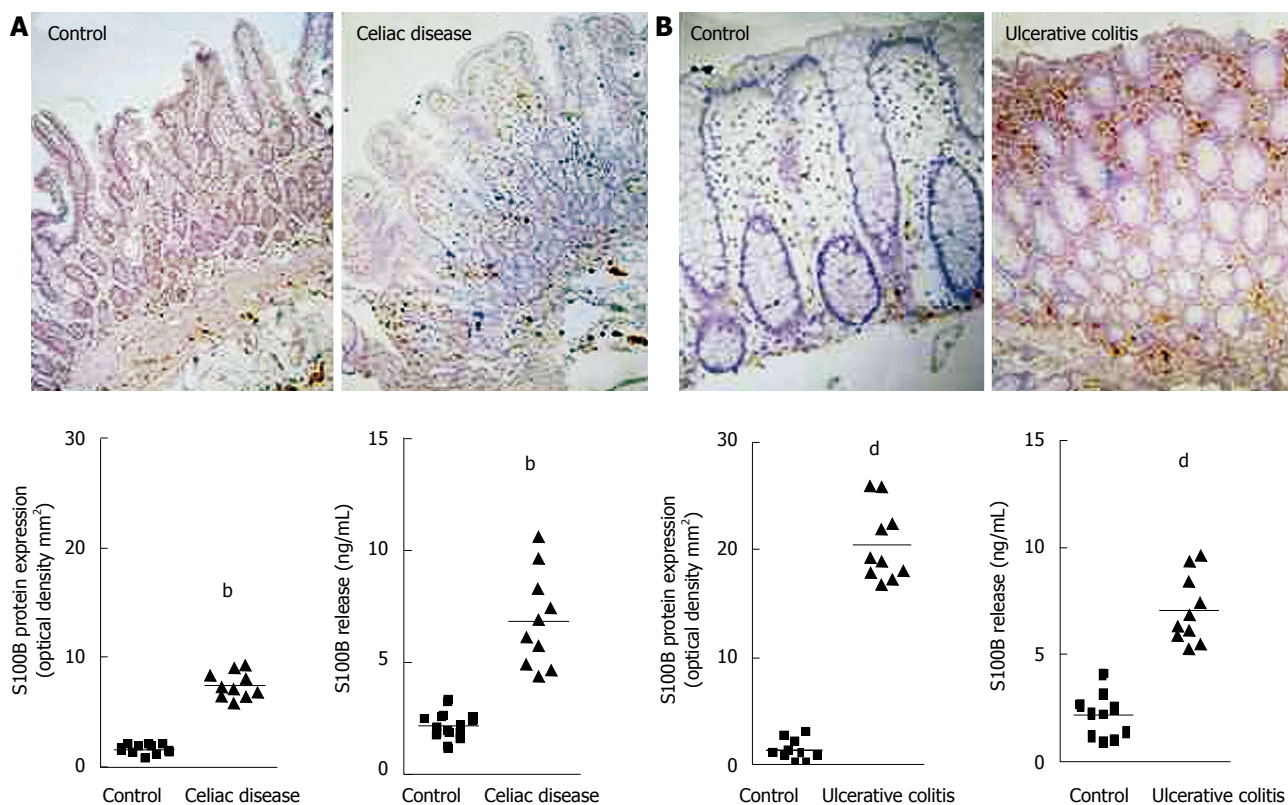 A
Control
Celiac disease
B
Control
Ulcerative colitis
S100B protein expression
(optical density mm²)
30
20
10
0
b
Control
Celiac disease
S100B release (ng/mL)
15
10
5
0
b
Control
Celiac disease
S100B protein expression
(optical density mm²)
30
20
10
0
d
Control
Ulcerative colitis
S100B release (ng/mL)
15
10
5
0
d
Control
Ulcerative colitis